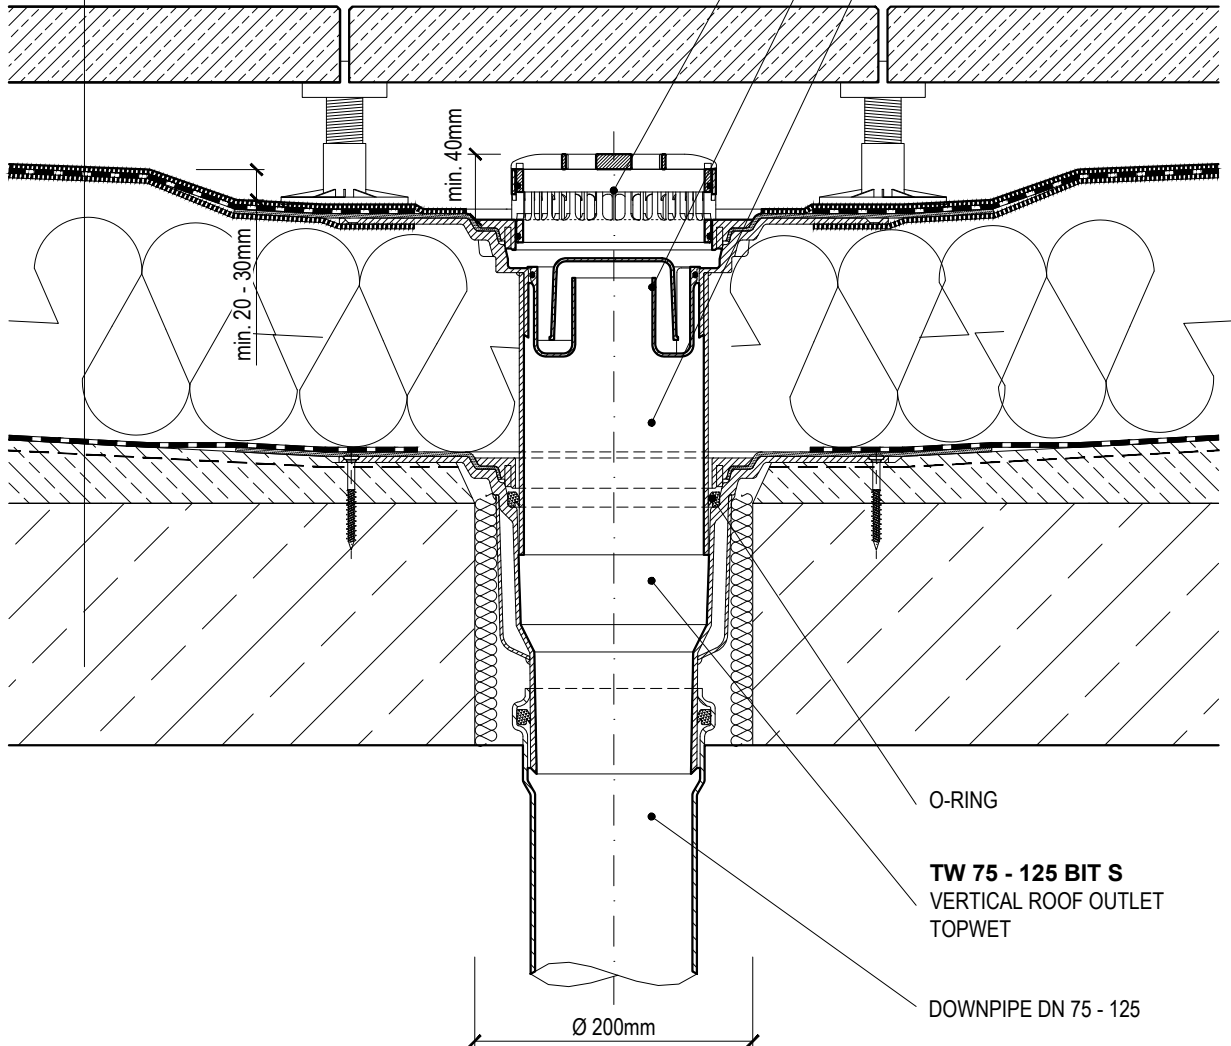 min. 40mm
min. 20 - 30mm
O-RING
TW 75 - 125 BIT S
VERTICAL ROOF OUTLET
TOPWET
DOWNPIPE DN 75 - 125
Ø 200mm